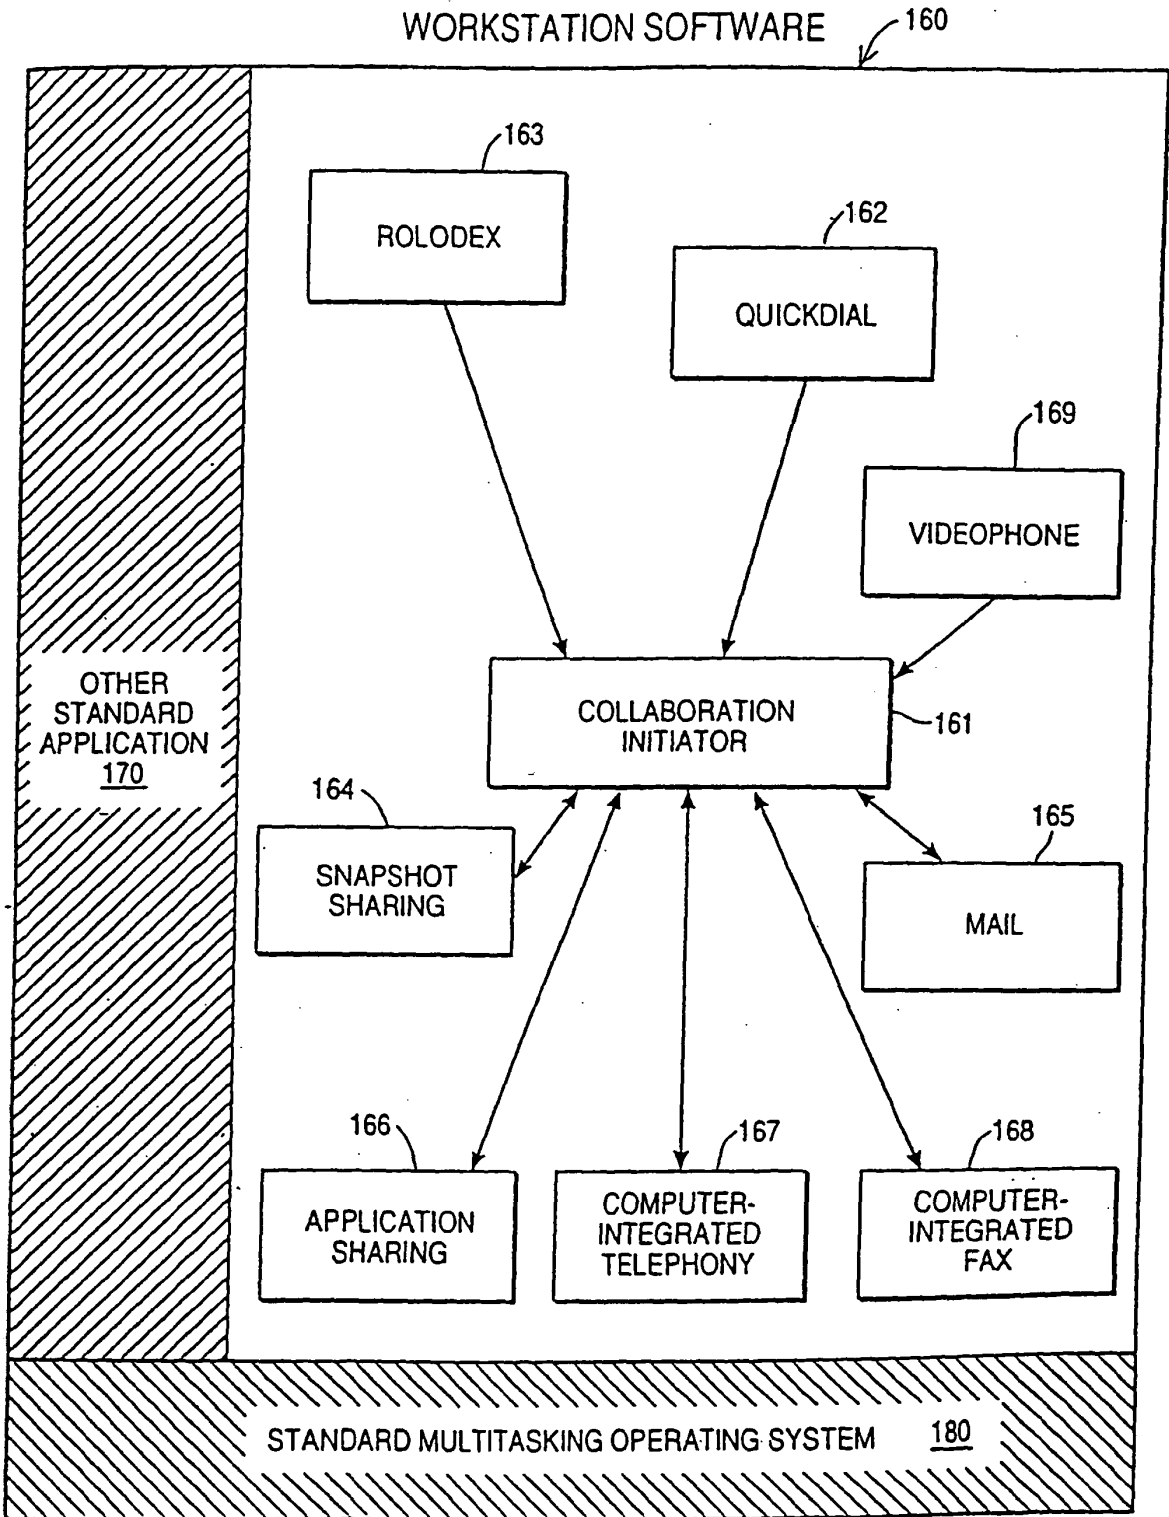 WORKSTATION SOFTWARE
160
163
ROLODEX
162
QUICKDIAL
169
VIDEOPHONE
OTHER
STANDARD
APPLICATION
170
COLLABORATION
INITIATOR
161
164
SNAPSHOT
SHARING
165
MAIL
166
APPLICATION
SHARING
167
COMPUTER-
INTEGRATED
TELEPHONY
168
COMPUTER-
INTEGRATED
FAX
STANDARD MULTITASKING OPERATING SYSTEM 180